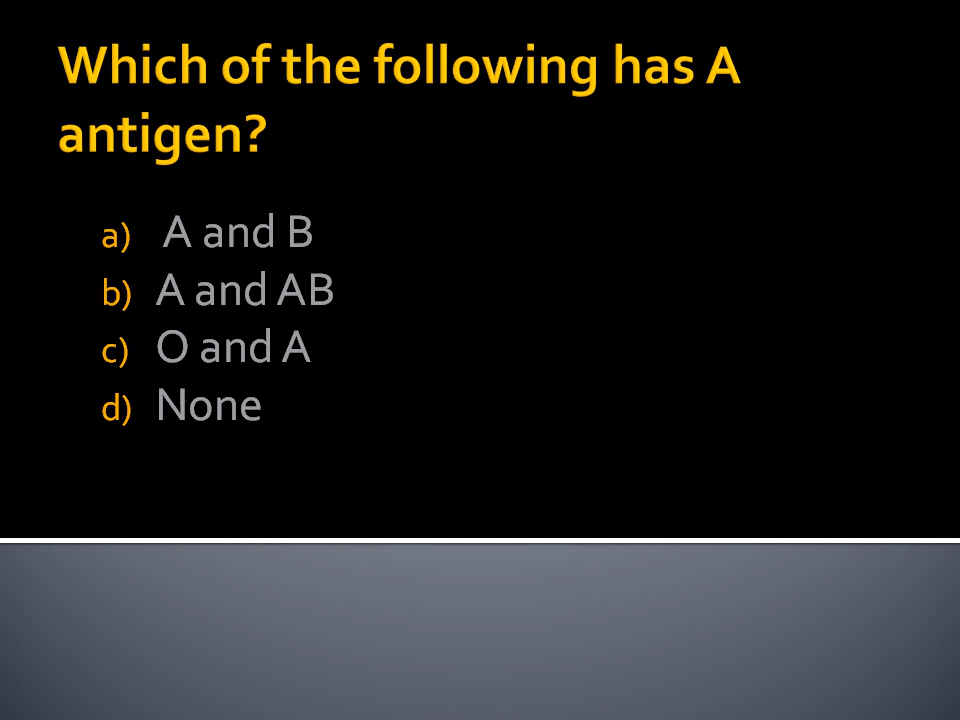 Which of the following has A
antigen?
a) A and B
b) A and AB
c) O and A
d) None